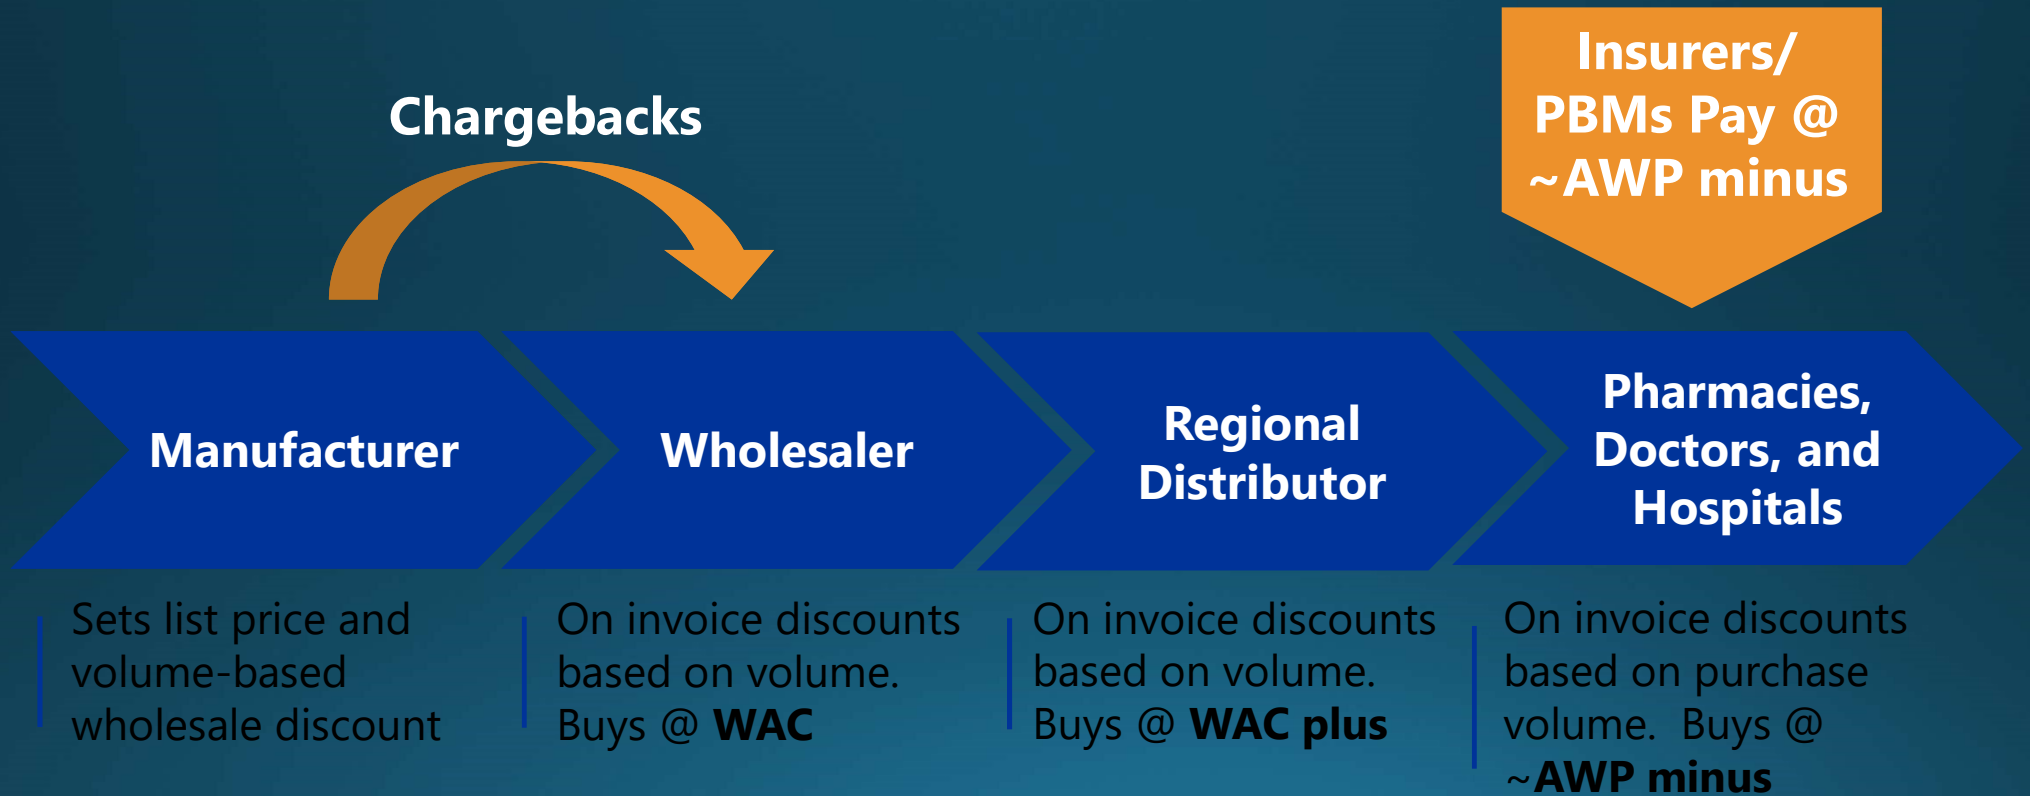 Chargebacks
Insurers/
PBMs Pay @
~AWP minus
Manufacturer
Wholesaler
Regional
Distributor
Pharmacies,
Doctors, and
Hospitals
Sets list price and
volume-based
wholesale discount
On invoice discounts
based on volume.
Buys @ WAC
On invoice discounts
based on volume.
Buys @ WAC plus
On invoice discounts
based on purchase
volume.  Buys @
~AWP minus